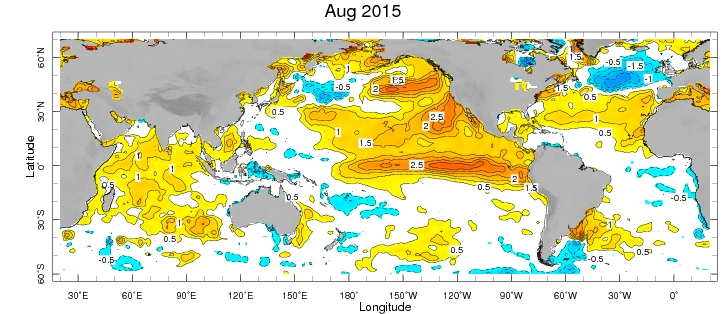 Aug 2015
60°N
30°N
0°
30°S
60°S
Latitude
30°E 60°E 90°E 120°E 150°E 180° 150°W 120°W 90°W 60°W 30°W 0°
Longitude
1 1.5 1.5 -0.5 -1.5
-0.5 2 1.5 -1
0.5 2.5 0.5
1 2 1 0.5
1 1.5
1 1 2.5 2
0.5 0.5 0.5 1.5 -0.5
1 1
0.5 0.5 0.5
-0.5 -0.5 -0.5